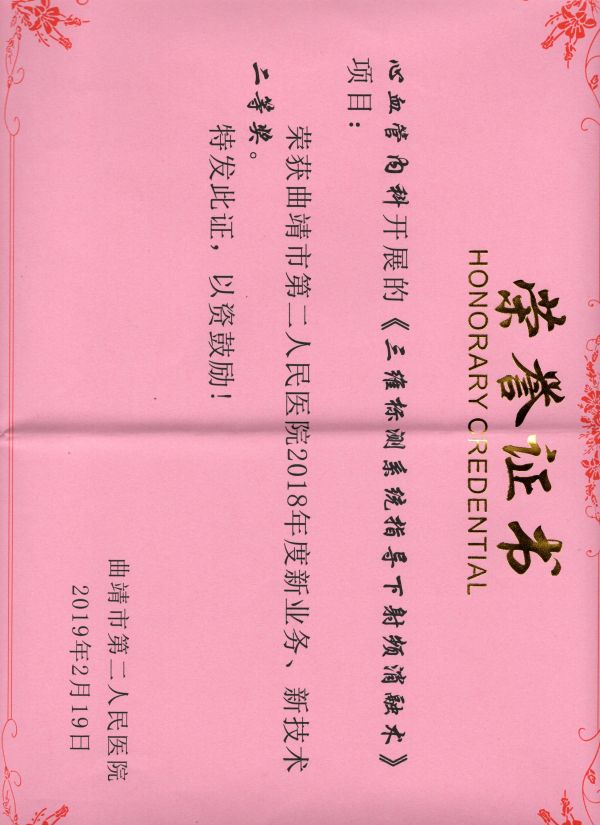 荣誉证书
HONORARY CREDENTIAL
心血管内科开展的《三维标测系统指导下射频消融术》
项目：
荣获曲靖市第二人民医院2018年度新业务、新技术
二等奖。
特发此证，以资鼓励！
曲靖市第二人民医院
2019年2月19日